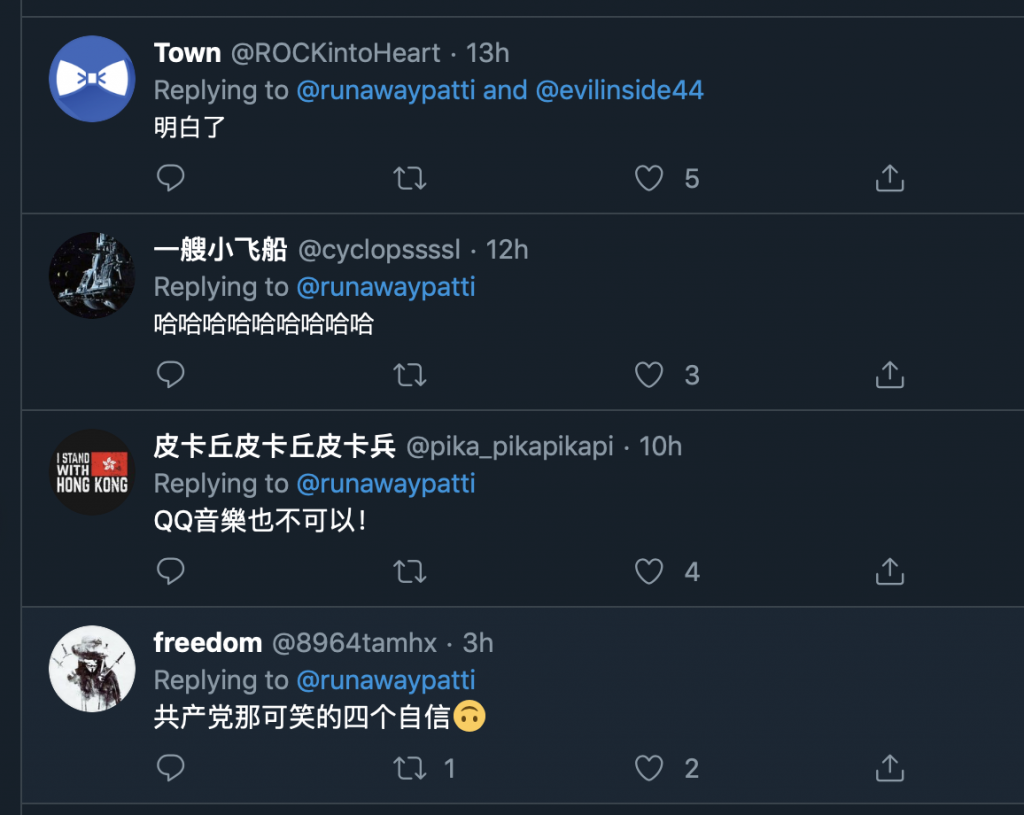 Town @ROCKintoHeart · 13h
Replying to @runawaypatti and @evilinside44
明白了
5
一艘小飞船 @cyclopssssl · 12h
Replying to @runawaypatti
哈哈哈哈哈哈哈哈哈
3
I STAND
WITH
HONG KONG
皮卡丘皮卡丘皮卡兵 @pika_pikapikapi · 10h
Replying to @runawaypatti
QQ音樂也不可以！
4
freedom @8964tamhx · 3h
Replying to @runawaypatti
共产党那可笑的四个自信🙃
1 2